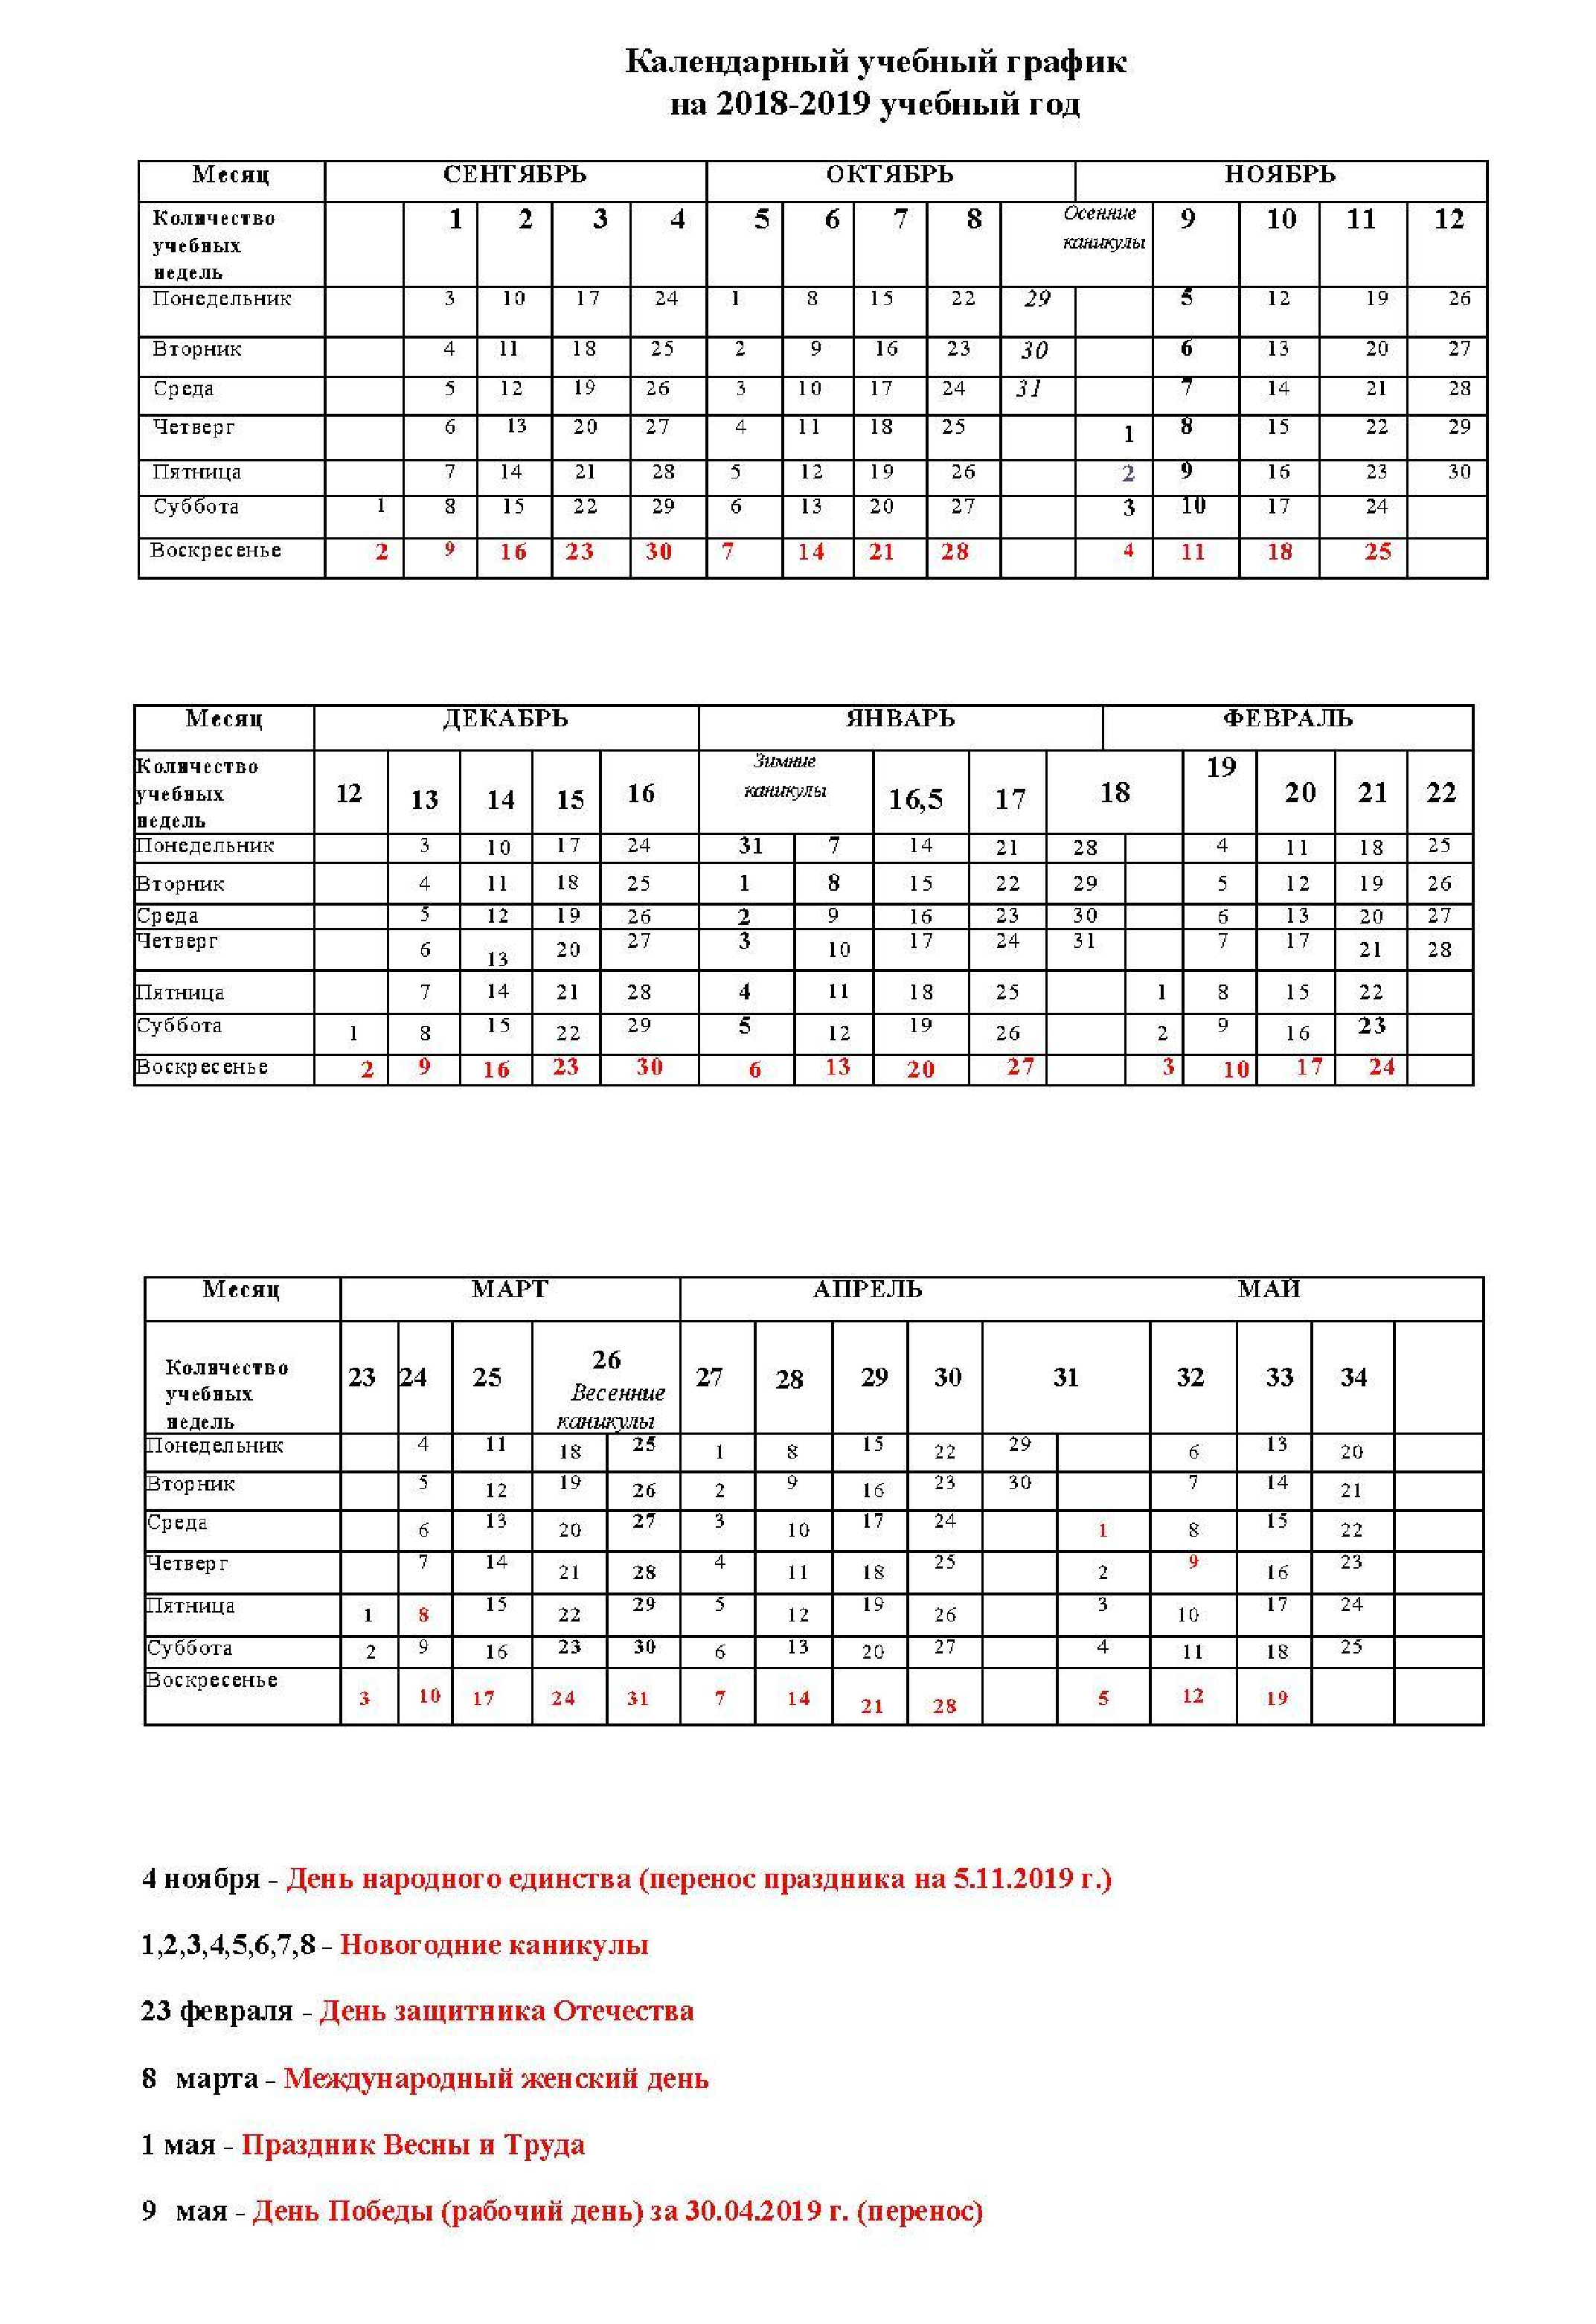 Календарный учебный график
на 2018-2019 учебный год
Месяц СЕНТЯБРЬ ОКТЯБРЬ НОЯБРЬ
Количество учебных недель 1 2 3 4 5 6 7 8 Осенние каникулы 9 10 11 12
Понедельник 3 10 17 24 1 8 15 22 29 5 12 19 26
Вторник 4 11 18 25 2 9 16 23 30 6 13 20 27
Среда 5 12 19 26 3 10 17 24 31 7 14 21 28
Четверг 6 13 20 27 4 11 18 25 1 8 15 22 29
Пятница 7 14 21 28 5 12 19 26 2 9 16 23 30
Суббота 1 8 15 22 29 6 13 20 27 3 10 17 24
Воскресенье 2 9 16 23 30 7 14 21 28 4 11 18 25
Месяц ДЕКАБРЬ ЯНВАРЬ ФЕВРАЛЬ
Количество учебных недель 12 13 14 15 16 Зимние каникулы 16,5 17 18 19 20 21 22
Понедельник 3 10 17 24 31 7 14 21 28 4 11 18 25
Вторник 4 11 18 25 1 8 15 22 29 5 12 19 26
Среда 5 12 19 26 2 9 16 23 30 6 13 20 27
Четверг 6 13 20 27 3 10 17 24 31 7 17 21 28
Пятница 7 14 21 28 4 11 18 25 1 8 15 22
Суббота 1 8 15 22 29 5 12 19 26 2 9 16 23
Воскресенье 2 9 16 23 30 6 13 20 27 3 10 17 24
Месяц МАРТ АПРЕЛЬ МАЙ
Количество учебных недель 23 24 25 26 Весенние каникулы 27 28 29 30 31 32 33 34
Понедельник 4 11 18 25 1 8 15 22 29 6 13 20
Вторник 5 12 19 26 2 9 16 23 30 7 14 21
Среда 6 13 20 27 3 10 17 24 1 8 15 22
Четверг 7 14 21 28 4 11 18 25 2 9 16 23
Пятница 1 8 15 22 29 5 12 19 26 3 10 17 24
Суббота 2 9 16 23 30 6 13 20 27 4 11 18 25
Воскресенье 3 10 17 24 31 7 14 21 28 5 12 19
4 ноября - День народного единства (перенос праздника на 5.11.2019 г.)
1,2,3,4,5,6,7,8 - Новогодние каникулы
23 февраля - День защитника Отечества
8 марта - Международный женский день
1 мая - Праздник Весны и Труда
9 мая - День Победы (рабочий день) за 30.04.2019 г. (перенос)